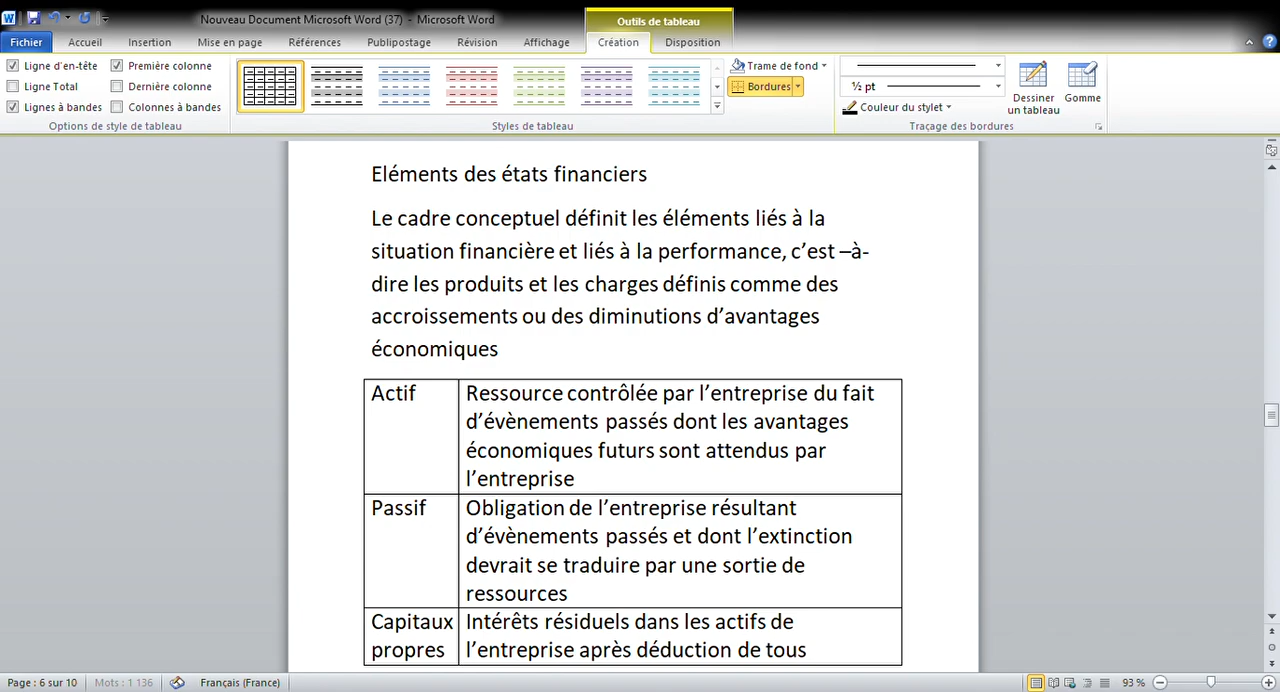 Nouveau Document Microsoft Word (37) - Microsoft Word
Outils de tableau
Fichier Accueil Insertion Mise en page Références Publipostage Révision Affichage Création Disposition
Ligne d'en-tête Première colonne
Ligne Total Dernière colonne
Lignes à bandes Colonnes à bandes
Options de style de tableau
Styles de tableau
Trame de fond
Bordures
½ pt
Couleur du stylet
Dessiner
un tableau
Gomme
Traçage des bordures
Eléments des états financiers
Le cadre conceptuel définit les éléments liés à la
situation financière et liés à la performance, c’est –à-
dire les produits et les charges définis comme des
accroissements ou des diminutions d’avantages
économiques
Actif Ressource contrôlée par l’entreprise du fait
d’évènements passés dont les avantages
économiques futurs sont attendus par
l’entreprise
Passif Obligation de l’entreprise résultant
d’évènements passés et dont l’extinction
devrait se traduire par une sortie de
ressources
Capitaux Intérêts résiduels dans les actifs de
propres l’entreprise après déduction de tous
Page : 6 sur 10 Mots : 1 136 Français (France) 93 %